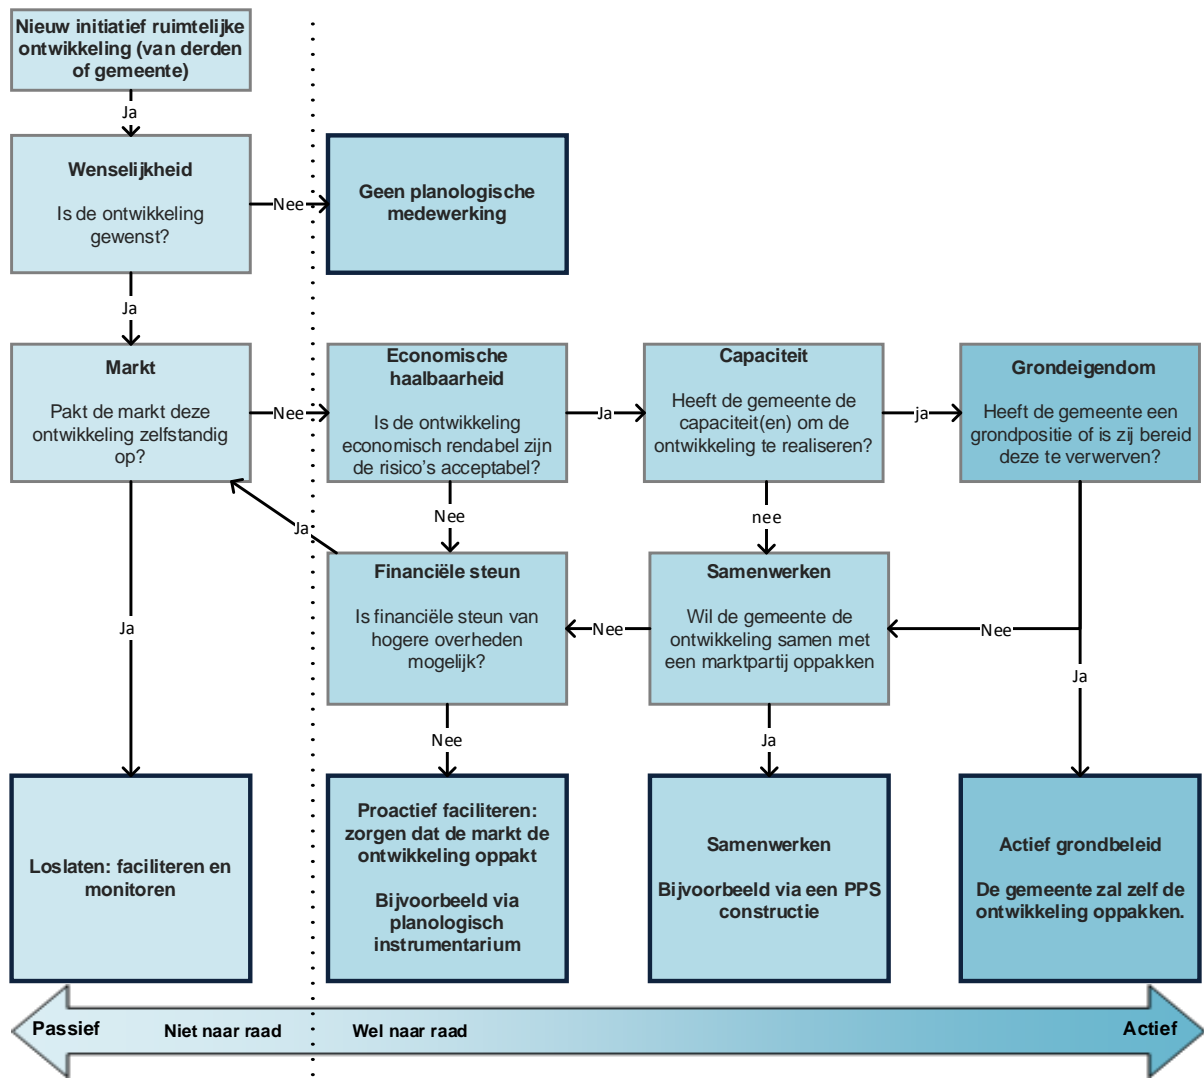 Nieuw initiatief ruimtelijke
ontwikkeling (van derden
of gemeente)
Ja
Wenselijkheid
Is de ontwikkeling
gewenst?
Nee
Geen planologische
medewerking
Ja
Markt
Pakt de markt deze
ontwikkeling zelfstandig
op?
Nee
Economische
haalbaarheid
Is de ontwikkeling
economisch rendabel zijn
de risico's acceptabel?
Ja
Capaciteit
Heeft de gemeente de
capaciteit(en) om de
ontwikkeling te realiseren?
ja
Grondeigendom
Heeft de gemeente een
grondpositie of is zij bereid
deze te verwerven?
Ja
Nee
nee
Financiële steun
Is financiële steun van
hogere overheden
mogelijk?
Nee
Samenwerken
Wil de gemeente de
ontwikkeling samen met
een marktpartij oppakken
Nee
Ja
Ja
Nee
Ja
Loslaten: faciliteren en
monitoren
Proactief faciliteren:
zorgen dat de markt de
ontwikkeling oppakt
Bijvoorbeeld via
planologisch
instrumentarium
Samenwerken
Bijvoorbeeld via een PPS
constructie
Actief grondbeleid
De gemeente zal zelf de
ontwikkeling oppakken.
Passief
Niet naar raad
Wel naar raad
Actief